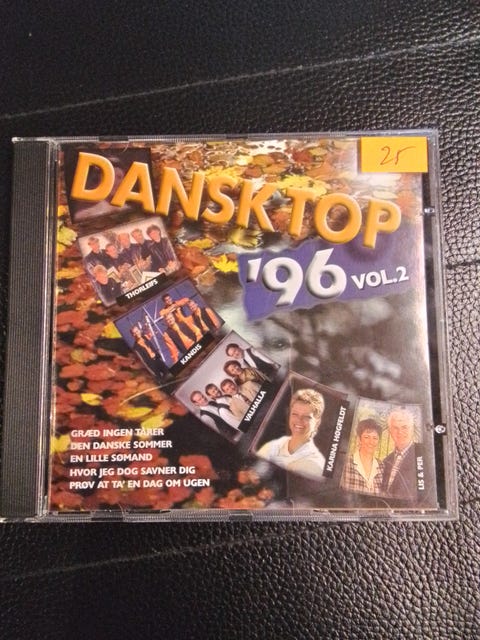 25
DANSKTOP
'96 VOL.2
THORLEIFS
KANDIS
VALHALLA
KARINA HØGFELDT
LIS & PER
GRÆD INGEN TÅRER
DEN DANSKE SOMMER
EN LILLE SØMAND
HVOR JEG DOG SAVNER DIG
PRØV AT TA' EN DAG OM UGEN